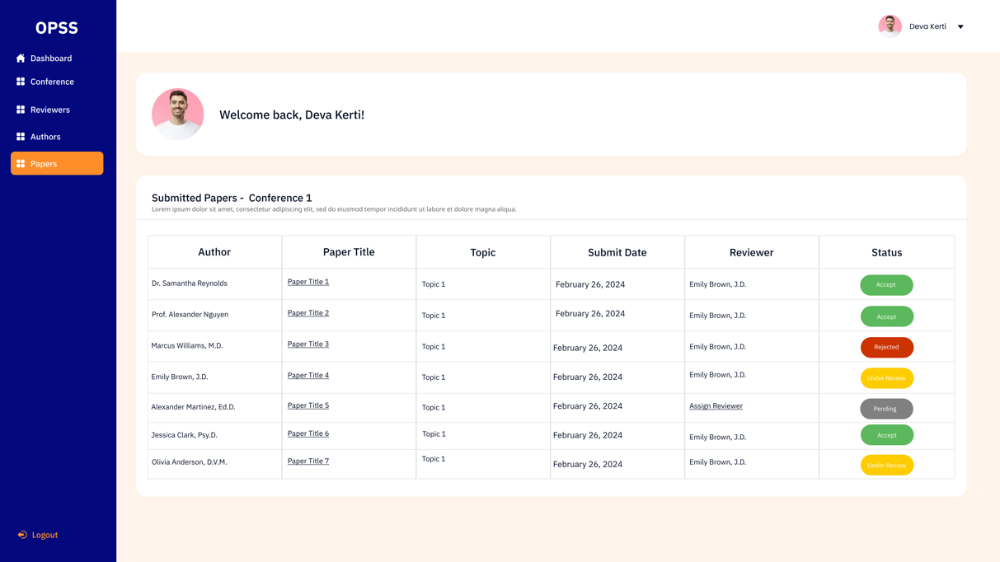 OPSS
Deva Kerti
Dashboard
Conference
Reviewers
Authors
Papers
Logout
Welcome back, Deva Kerti!
Submitted Papers - Conference 1
Lorem ipsum dolor sit amet, consectetur adipiscing elit, sed do eiusmod tempor incididunt ut labore et dolore magna aliqua.
Author Paper Title Topic Submit Date Reviewer Status
Dr. Samantha Reynolds Paper Title 1 Topic 1 February 26, 2024 Emily Brown, J.D. Accept
Prof. Alexander Nguyen Paper Title 2 Topic 1 February 26, 2024 Emily Brown, J.D. Accept
Marcus Williams, M.D. Paper Title 3 Topic 1 February 26, 2024 Emily Brown, J.D. Rejected
Emily Brown, J.D. Paper Title 4 Topic 1 February 26, 2024 Emily Brown, J.D. Under Review
Alexander Martinez, Ed.D. Paper Title 5 Topic 1 February 26, 2024 Assign Reviewer Pending
Jessica Clark, Psy.D. Paper Title 6 Topic 1 February 26, 2024 Emily Brown, J.D. Accept
Olivia Anderson, D.V.M. Paper Title 7 Topic 1 February 26, 2024 Emily Brown, J.D. Under Review